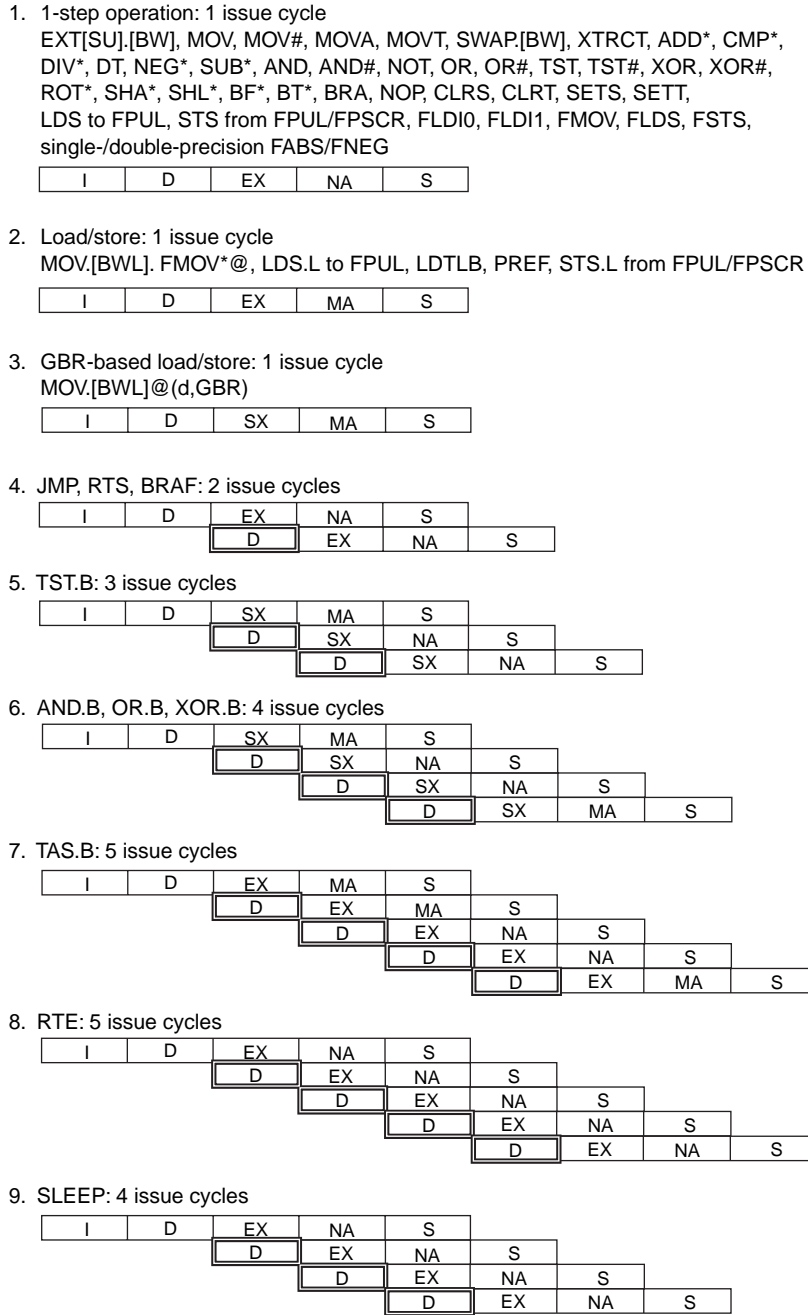 1. 1-step operation: 1 issue cycle
EXT[SU].[BW], MOV, MOV#, MOVA, MOVT, SWAP.[BW], XTRCT, ADD*, CMP*,
DIV*, DT, NEG*, SUB*, AND, AND#, NOT, OR, OR#, TST, TST#, XOR, XOR#,
ROT*, SHA*, SHL*, BF*, BT*, BRA, NOP, CLRS, CLRT, SETS, SETT,
LDS to FPUL, STS from FPUL/FPSCR, FLDI0, FLDI1, FMOV, FLDS, FSTS,
single-/double-precision FABS/FNEG
I D EX NA S
2. Load/store: 1 issue cycle
MOV.[BWL]. FMOV*@, LDS.L to FPUL, LDTLB, PREF, STS.L from FPUL/FPSCR
I D EX MA S
3. GBR-based load/store: 1 issue cycle
MOV.[BWL]@(d,GBR)
I D SX MA S
4. JMP, RTS, BRAF: 2 issue cycles
I D EX NA S
D EX NA S
5. TST.B: 3 issue cycles
I D SX MA S
D SX NA S
D SX NA S
6. AND.B, OR.B, XOR.B: 4 issue cycles
I D SX MA S
D SX NA S
D SX NA S
D SX MA S
7. TAS.B: 5 issue cycles
I D EX MA S
D EX MA S
D EX NA S
D EX NA S
D EX MA S
8. RTE: 5 issue cycles
I D EX NA S
D EX NA S
D EX NA S
D EX NA S
D EX NA S
9. SLEEP: 4 issue cycles
I D EX NA S
D EX NA S
D EX NA S
D EX NA S